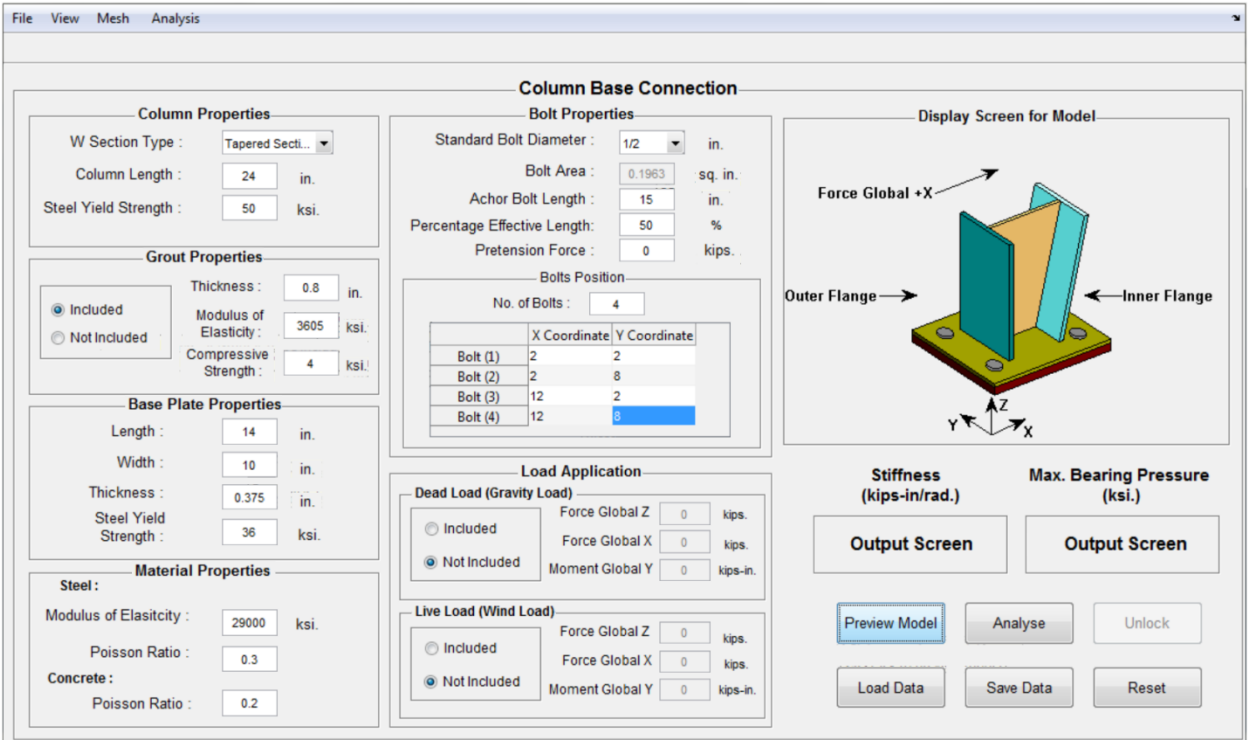 File View Mesh Analysis
Column Base Connection
Column Properties
W Section Type : Tapered Secti...
Column Length : 24 in.
Steel Yield Strength : 50 ksi.
Grout Properties
Included
Not Included
Thickness : 0.8 in.
Modulus of
Elasticity : 3605 ksi.
Compressive
Strength : 4 ksi.
Base Plate Properties
Length : 14 in.
Width : 10 in.
Thickness : 0.375 in.
Steel Yield
Strength : 36 ksi.
Material Properties
Steel :
Modulus of Elasitcity : 29000 ksi.
Poisson Ratio : 0.3
Concrete :
Poisson Ratio : 0.2
Bolt Properties
Standard Bolt Diameter : 1/2 in.
Bolt Area : 0.1963 sq. in.
Achor Bolt Length : 15 in.
Percentage Effective Length: 50 %
Pretension Force : 0 kips.
Bolts Position
No. of Bolts : 4
X Coordinate Y Coordinate
Bolt (1) 2 2
Bolt (2) 2 8
Bolt (3) 12 2
Bolt (4) 12 8
Load Application
Dead Load (Gravity Load)
Included
Not Included
Force Global Z 0 kips.
Force Global X 0 kips.
Moment Global Y 0 kips-in.
Live Load (Wind Load)
Included
Not Included
Force Global Z 0 kips.
Force Global X 0 kips.
Moment Global Y 0 kips-in.
Display Screen for Model
Force Global +X
Outer Flange
Inner Flange
Z
Y
X
Stiffness
(kips-in/rad.)
Output Screen
Max. Bearing Pressure
(ksi.)
Output Screen
Preview Model Analyse Unlock
Load Data Save Data Reset